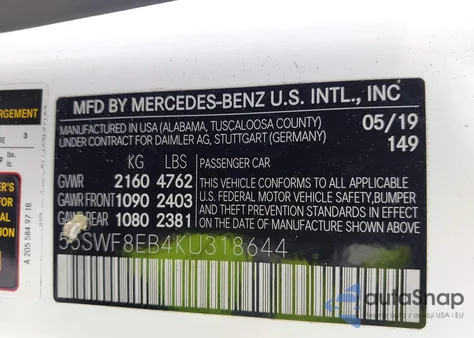 MFD BY MERCEDES-BENZ U.S. INTL., INC
MANUFACTURED IN USA (ALABAMA, TUSCALOOSA COUNTY) 05/19
UNDER CONTRACT FOR DAIMLER AG, STUTTGART (GERMANY) 149
KG LBS PASSENGER CAR
GVWR 2160 4762
GAWR FRONT 1090 2403
GAWR REAR 1080 2381
THIS VEHICLE CONFORMS TO ALL APPLICABLE
U.S. FEDERAL MOTOR VEHICLE SAFETY, BUMPER
AND THEFT PREVENTION STANDARDS IN EFFECT
ON THE DATE OF MANUFACTURE SHOWN ABOVE
55SWF8EB4KU318644
A 205 584 97 18
3
lbs.
autoSnap